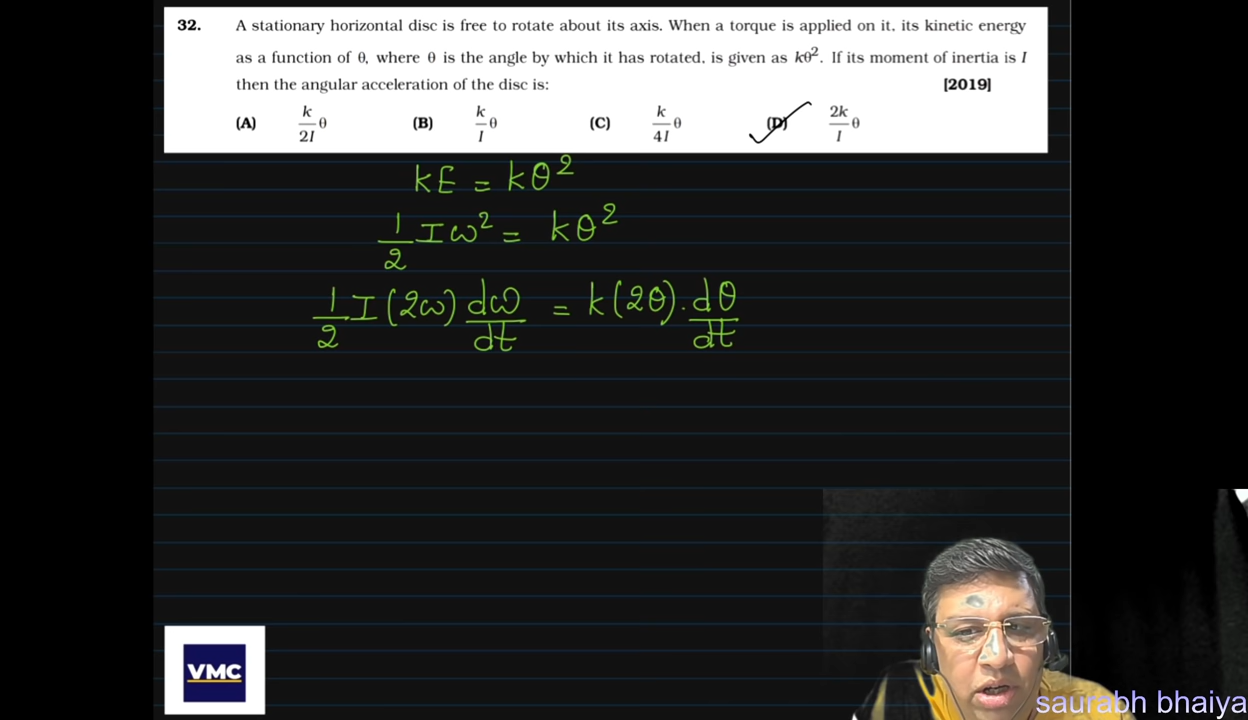 32. A stationary horizontal disc is free to rotate about its axis. When a torque is applied on it, its kinetic energy
as a function of θ, where θ is the angle by which it has rotated, is given as kθ². If its moment of inertia is I
then the angular acceleration of the disc is: [2019]
(A) k/2I θ (B) k/I θ (C) k/4I θ (D) 2k/I θ
KE = kθ²
1/2 I ω² = kθ²
1/2 I (2ω) dω/dt = k(2θ). dθ/dt
VMC
saurabh bhaiya